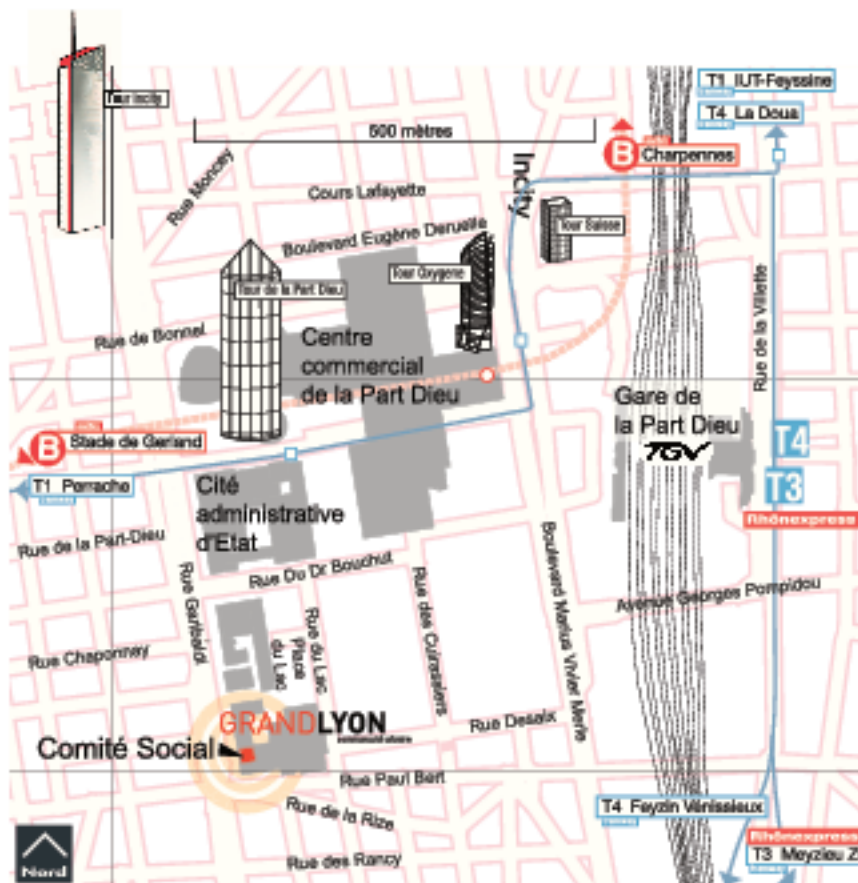 Tour Incity
T1 IUT-Feyssine
T4 La Doua
500 mètres
B Charpennes
Incity
Rue Moncey
Cours Lafayette
Tour Suisse
Boulevard Eugène Deruelle
Tour Oxygene
Tour de la Part Dieu
Rue de la Villette
Rue de Bonnel
Centre
commercial
de la Part Dieu
Gare de
la Part Dieu
TGV
T4
T3
B Stade de Gerland
T1 Perrache
Cité
administrative
d'Etat
Rhônexpress
Rue de la Part-Dieu
Rue Du Dr Bouchut
Rue Garibaldi
Rue des Cuirassiers
Boulevard Marius Vivier Merle
Avenue Georges Pompidou
Rue Chaponnay
Rue du Lac
Place
du Lac
GRANDLYON
communauté urbaine
Rue Desaix
Comité Social
Rue Paul Bert
Rue de la Rize
T4 Feyzin Vénissieux
Rhônexpress
T3 Meyzieu Z
Rue des Rancy
Nord